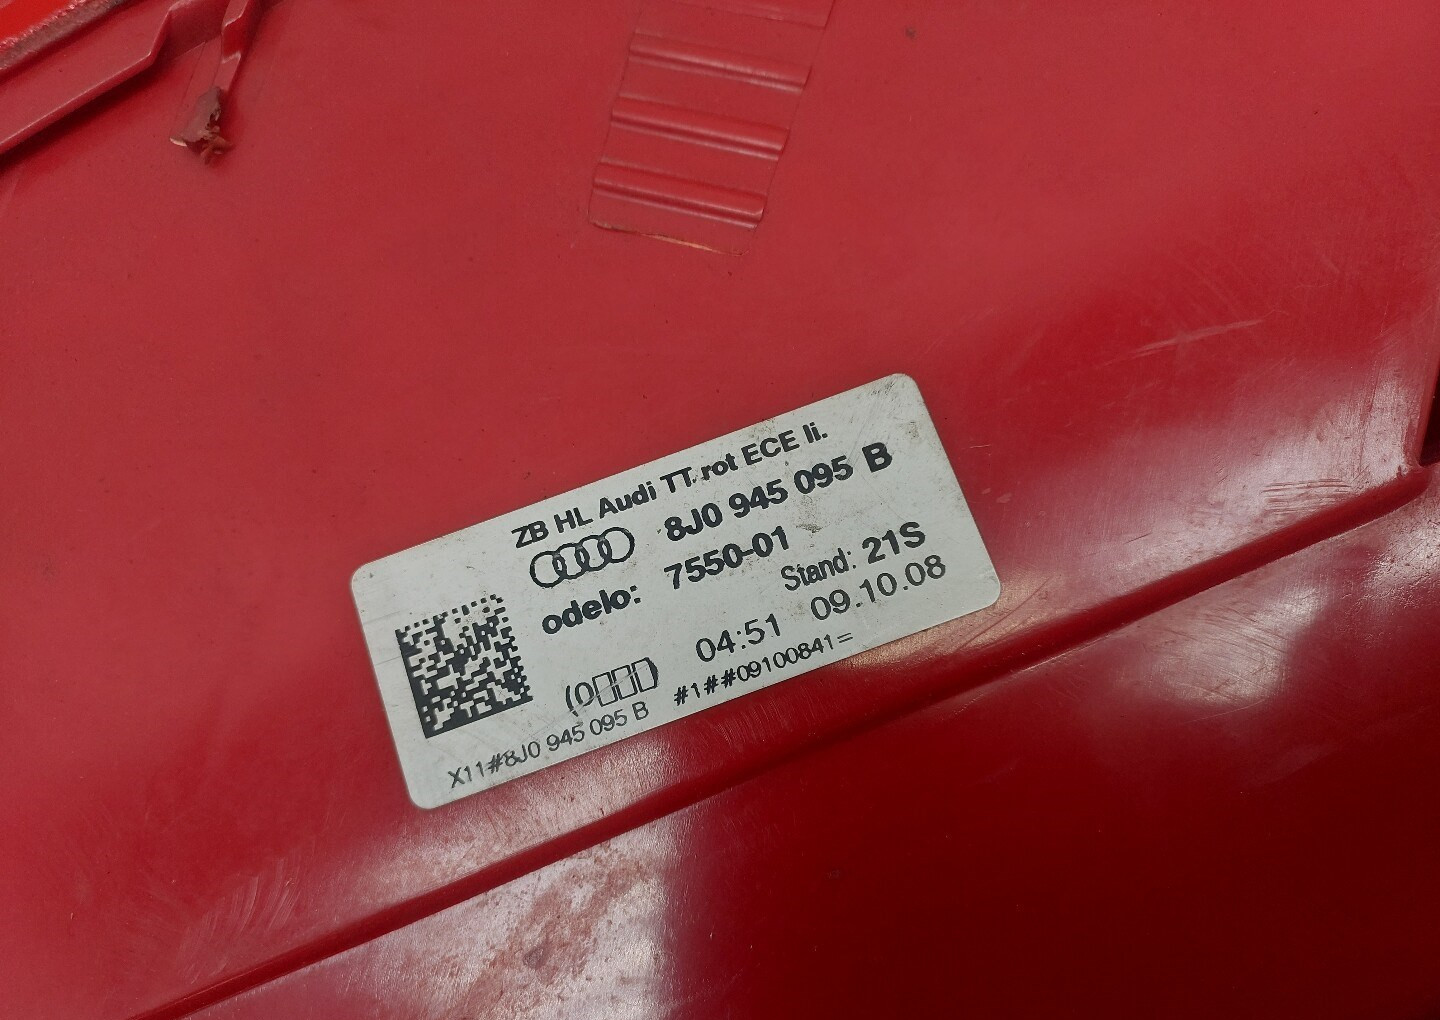 ZB HL Audi TT rot ECE li.
8J0 945 095 B
odelo: 7550-01
Stand: 21S
04:51 09.10.08
X11#8J0 945 095 B #1##09100841=